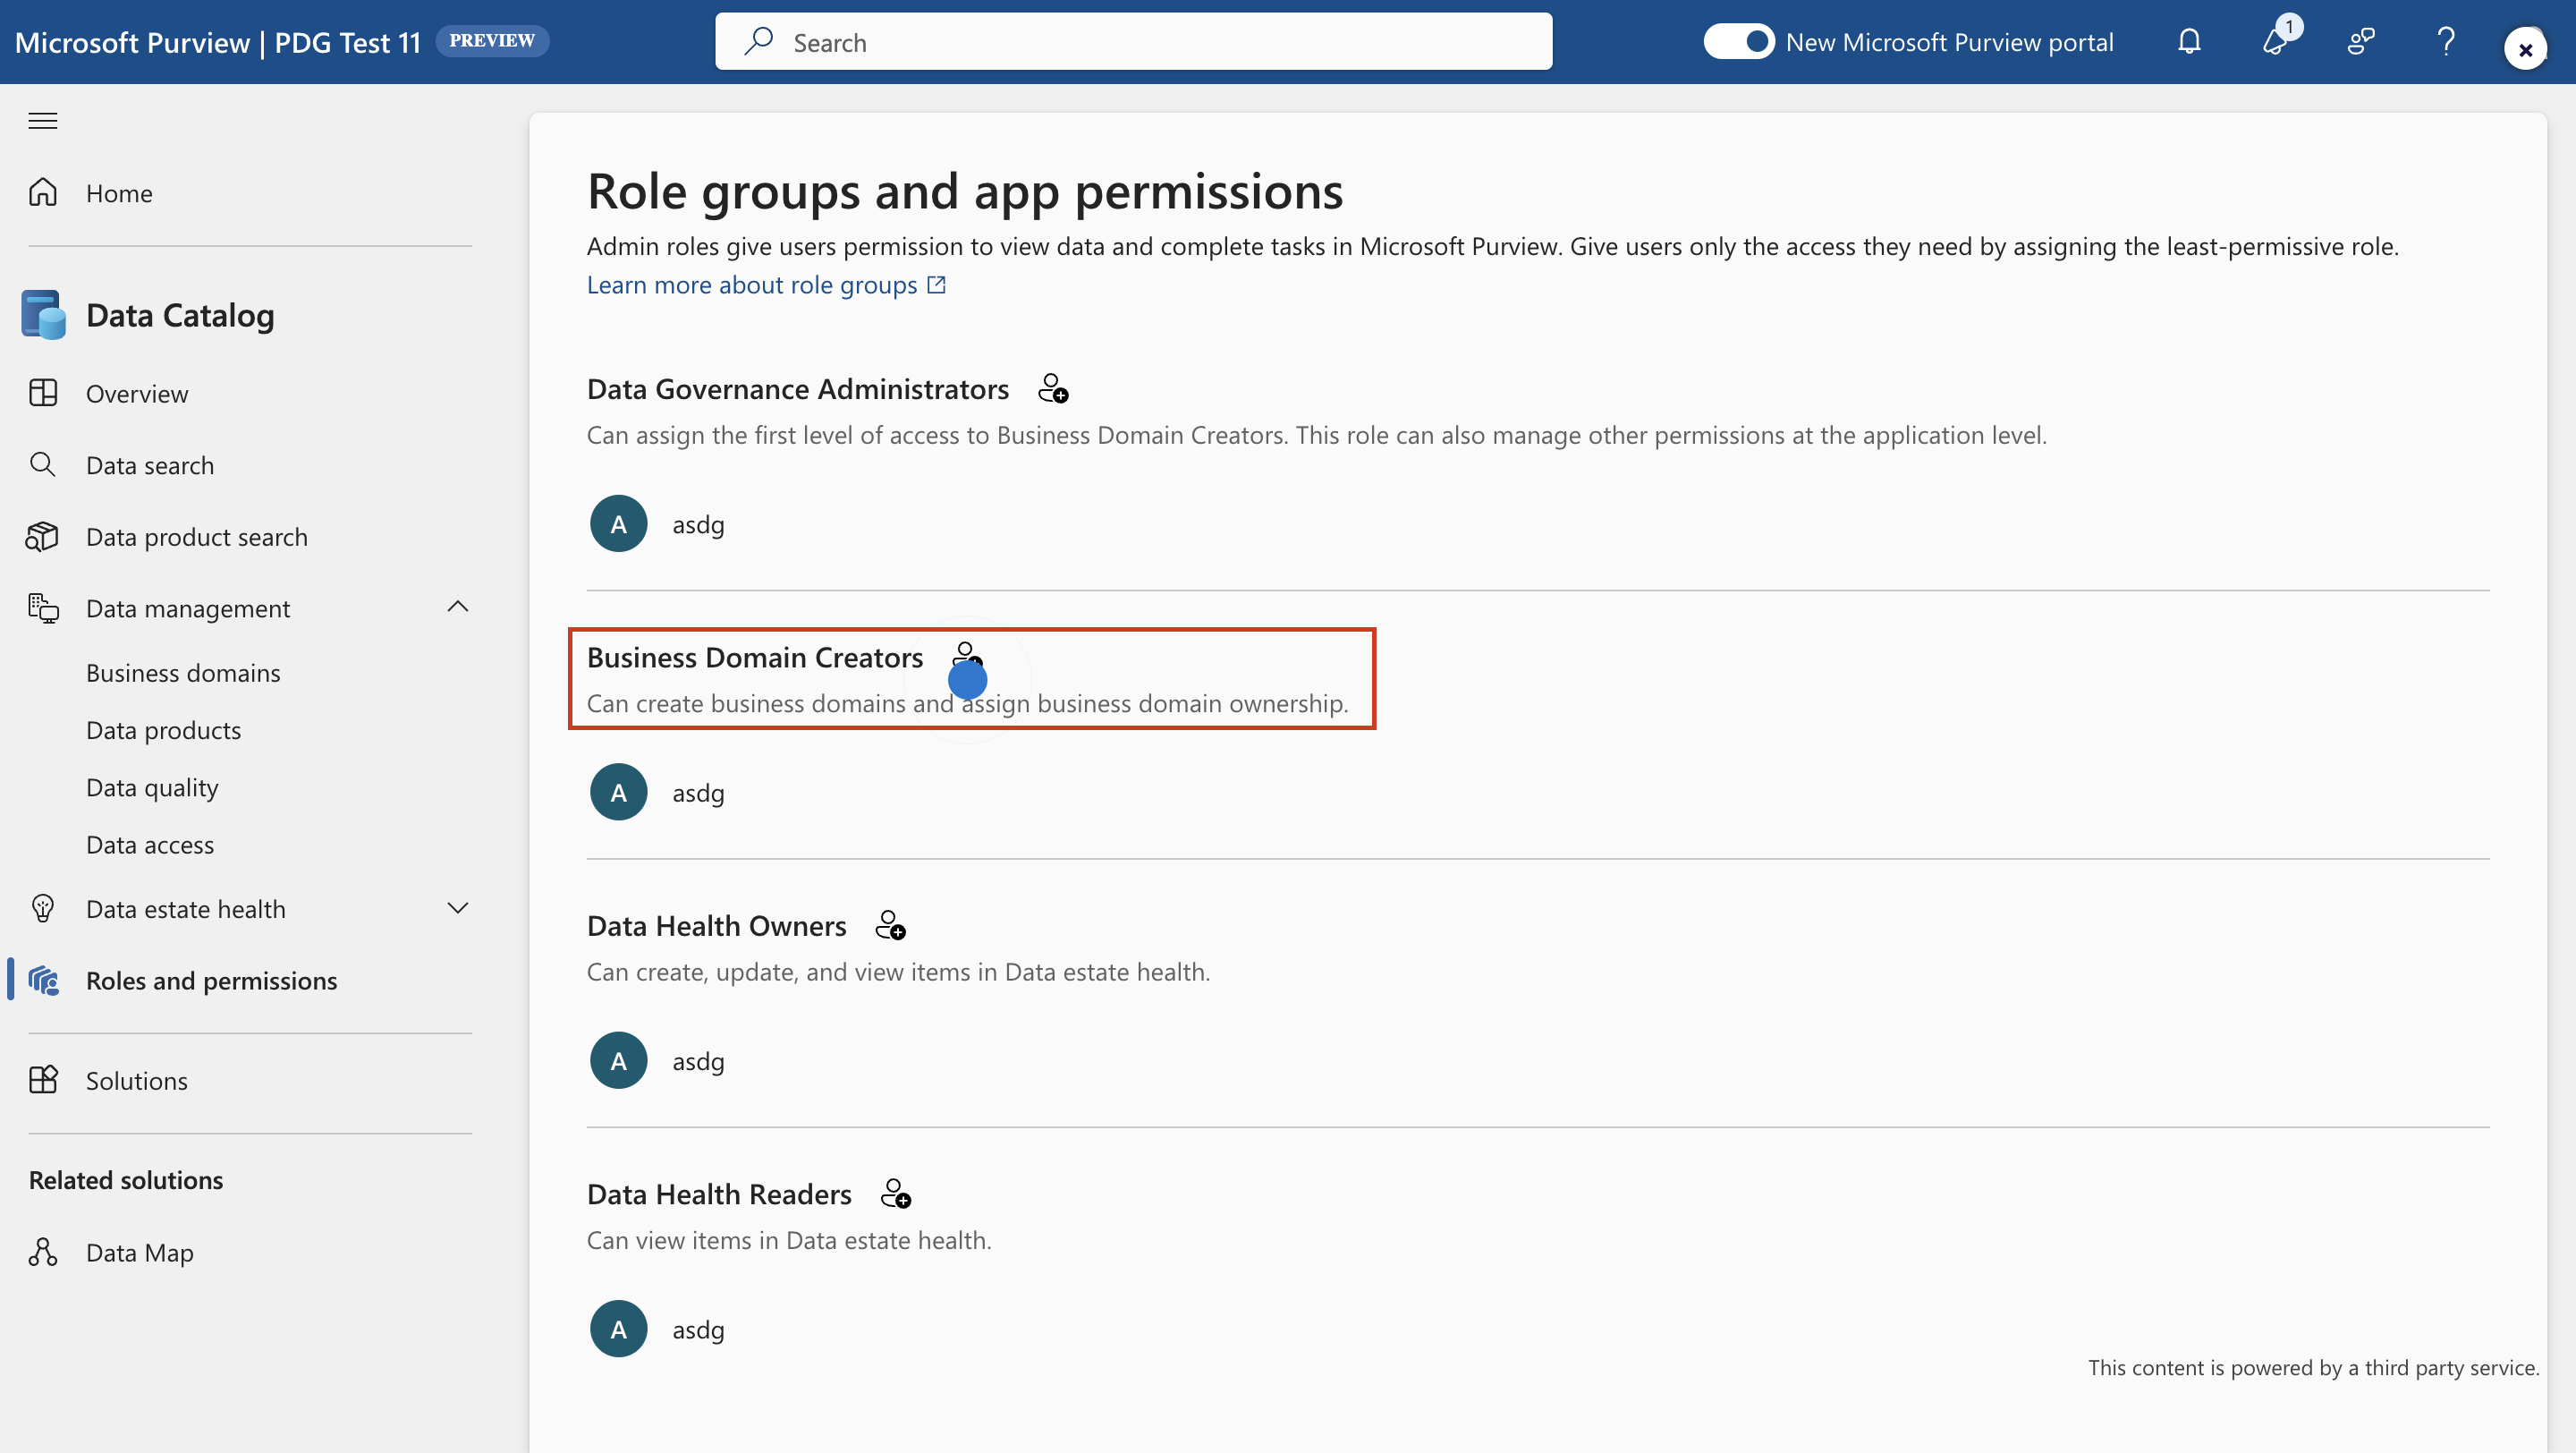 Microsoft Purview | PDG Test 11 PREVIEW
Search
New Microsoft Purview portal
1
Home
Data Catalog
Overview
Data search
Data product search
Data management
Business domains
Data products
Data quality
Data access
Data estate health
Roles and permissions
Solutions
Related solutions
Data Map
Role groups and app permissions
Admin roles give users permission to view data and complete tasks in Microsoft Purview. Give users only the access they need by assigning the least-permissive role.
Learn more about role groups
Data Governance Administrators
Can assign the first level of access to Business Domain Creators. This role can also manage other permissions at the application level.
A asdg
Business Domain Creators
Can create business domains and assign business domain ownership.
A asdg
Data Health Owners
Can create, update, and view items in Data estate health.
A asdg
Data Health Readers
Can view items in Data estate health.
A asdg
This content is powered by a third party service.